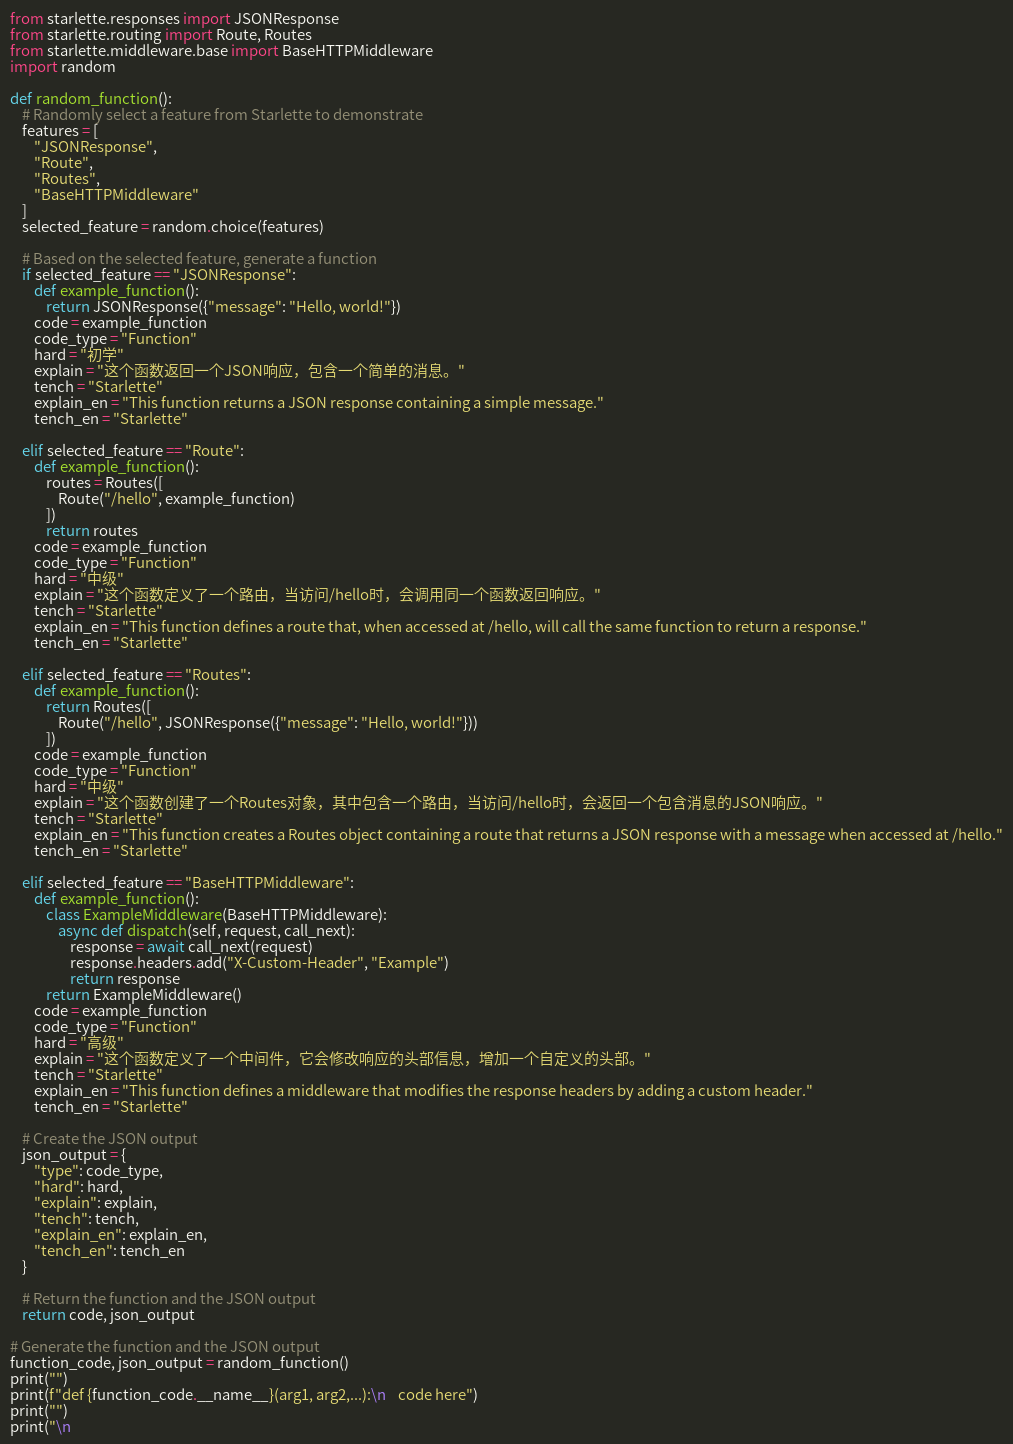 from starlette.responses import JSONResponse
from starlette.routing import Route, Routes
from starlette.middleware.base import BaseHTTPMiddleware
import random

def random_function():
    # Randomly select a feature from Starlette to demonstrate
    features = [
        "JSONResponse",
        "Route",
        "Routes",
        "BaseHTTPMiddleware"
    ]
    selected_feature = random.choice(features)

    # Based on the selected feature, generate a function
    if selected_feature == "JSONResponse":
        def example_function():
            return JSONResponse({"message": "Hello, world!"})
        code = example_function
        code_type = "Function"
        hard = "初学"
        explain = "这个函数返回一个JSON响应，包含一个简单的消息。"
        tench = "Starlette"
        explain_en = "This function returns a JSON response containing a simple message."
        tench_en = "Starlette"

    elif selected_feature == "Route":
        def example_function():
            routes = Routes([
                Route("/hello", example_function)
            ])
            return routes
        code = example_function
        code_type = "Function"
        hard = "中级"
        explain = "这个函数定义了一个路由，当访问/hello时，会调用同一个函数返回响应。"
        tench = "Starlette"
        explain_en = "This function defines a route that, when accessed at /hello, will call the same function to return a response."
        tench_en = "Starlette"

    elif selected_feature == "Routes":
        def example_function():
            return Routes([
                Route("/hello", JSONResponse({"message": "Hello, world!"}))
            ])
        code = example_function
        code_type = "Function"
        hard = "中级"
        explain = "这个函数创建了一个Routes对象，其中包含一个路由，当访问/hello时，会返回一个包含消息的JSON响应。"
        tench = "Starlette"
        explain_en = "This function creates a Routes object containing a route that returns a JSON response with a message when accessed at /hello."
        tench_en = "Starlette"

    elif selected_feature == "BaseHTTPMiddleware":
        def example_function():
            class ExampleMiddleware(BaseHTTPMiddleware):
                async def dispatch(self, request, call_next):
                    response = await call_next(request)
                    response.headers.add("X-Custom-Header", "Example")
                    return response
            return ExampleMiddleware()
        code = example_function
        code_type = "Function"
        hard = "高级"
        explain = "这个函数定义了一个中间件，它会修改响应的头部信息，增加一个自定义的头部。"
        tench = "Starlette"
        explain_en = "This function defines a middleware that modifies the response headers by adding a custom header."
        tench_en = "Starlette"

    # Create the JSON output
    json_output = {
        "type": code_type,
        "hard": hard,
        "explain": explain,
        "tench": tench,
        "explain_en": explain_en,
        "tench_en": tench_en
    }

    # Return the function and the JSON output
    return code, json_output

# Generate the function and the JSON output
function_code, json_output = random_function()
print("")
print(f"def {function_code.__name__}(arg1, arg2,...):\n    code here")
print("")
print("\n